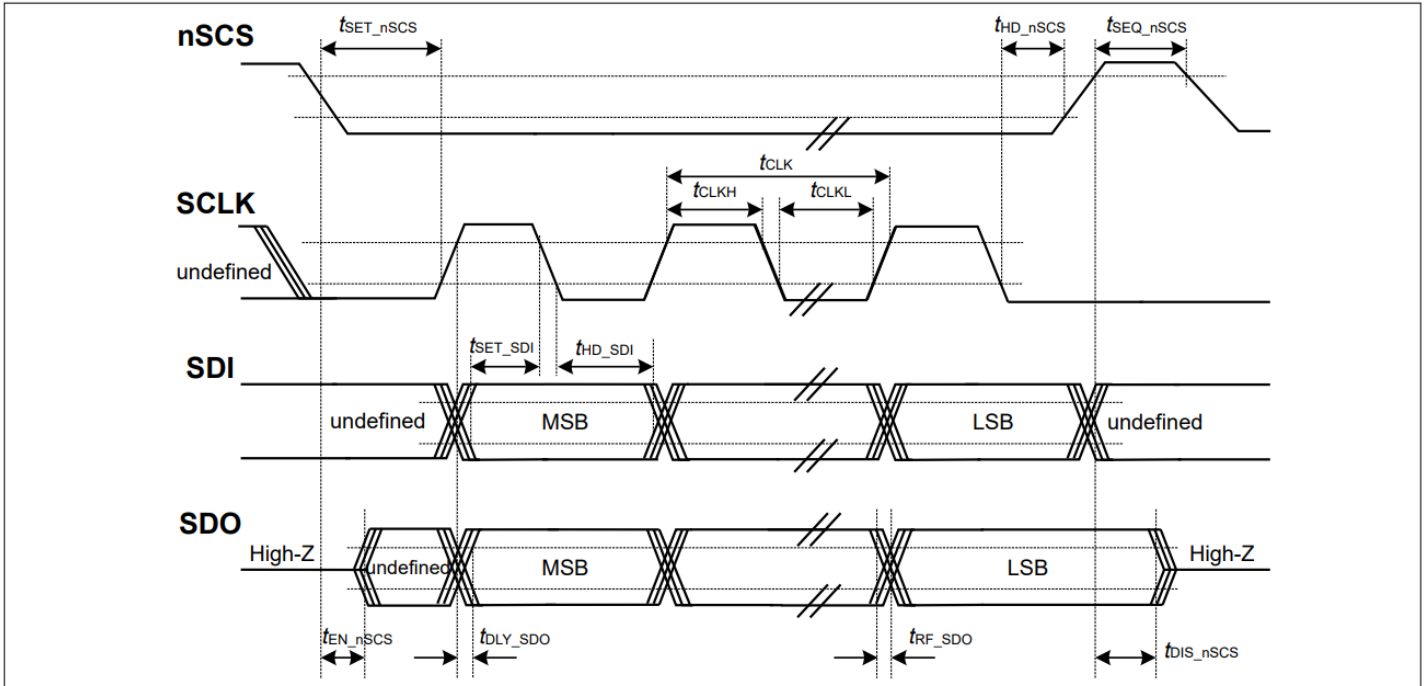 nSCS
tSET_nSCS
tHD_nSCS
tSEQ_nSCS
SCLK
undefined
tCLK
tCLKH
tCLKL
SDI
tSET_SDI
tHD_SDI
undefined
MSB
LSB
undefined
SDO
High-Z
undefined
MSB
LSB
High-Z
tEN_nSCS
tDLY_SDO
tRF_SDO
tDIS_nSCS